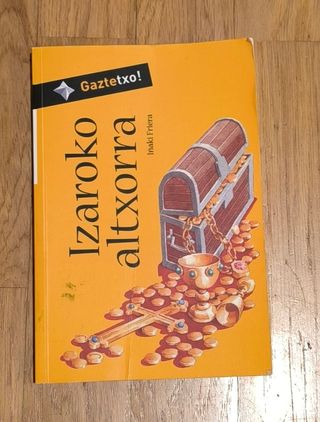 Gaztetxo!
Izaroko
altxorra
Iñaki Friera